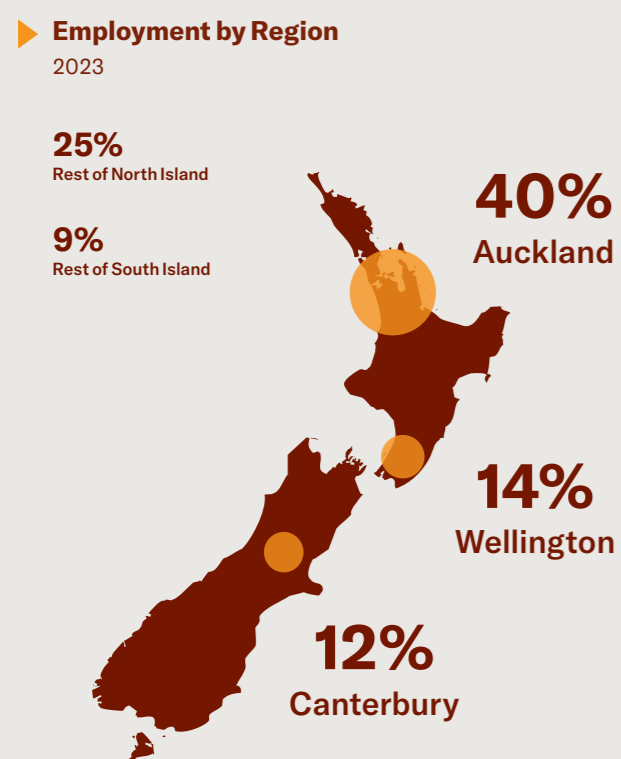 Employment by Region
2023
25%
Rest of North Island
9%
Rest of South Island
40%
Auckland
14%
Wellington
12%
Canterbury